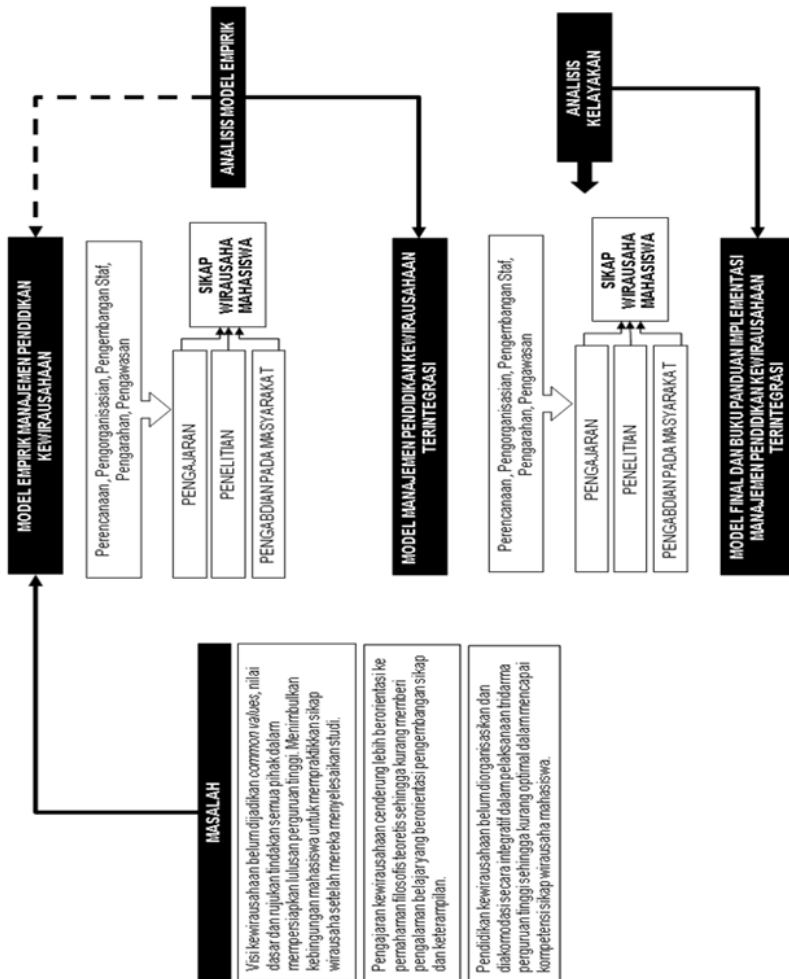 MASALAH
Visi kewirausahaan belum dijadikan common values, nilai
dasar dan rujukan tindakan semua pihak dalam
mempersiapkan lulusan perguruan tinggi. Menimbulkan
kebingungan mahasiswa untuk mempraktikkan sikap
wirausaha setelah mereka menyelesaikan studi.
Pengajaran kewirausahaan cenderung lebih berorientasi ke
pemahaman filosofis teoretis sehingga kurang memberi
pengalaman belajar yang berorientasi pengembangan sikap
dan keterampilan.
Pendidikan kewirausahaan belum diorganisasikan dan
diakomodasi secara integratif dalam pelaksanaan tridarma
perguruan tinggi sehingga kurang optimal dalam mencapai
kompetensi sikap wirausaha mahasiswa.
MODEL EMPIRIK MANAJEMEN PENDIDIKAN
KEWIRAUSAHAAN
Perencanaan, Pengorganisasian, Pengembangan Staf,
Pengarahan, Pengawasan
PENGAJARAN
PENELITIAN
PENGABDIAN PADA MASYARAKAT
SIKAP
WIRAUSAHA
MAHASISWA
ANALISIS MODEL EMPIRIK
MODEL MANAJEMEN PENDIDIKAN KEWIRAUSAHAAN
TERINTEGRASI
Perencanaan, Pengorganisasian, Pengembangan Staf,
Pengarahan, Pengawasan
PENGAJARAN
PENELITIAN
PENGABDIAN PADA MASYARAKAT
SIKAP
WIRAUSAHA
MAHASISWA
ANALISIS
KELAYAKAN
MODEL FINAL DAN BUKU PANDUAN IMPLEMENTASI
MANAJEMEN PENDIDIKAN KEWIRAUSAHAAN
TERINTEGRASI